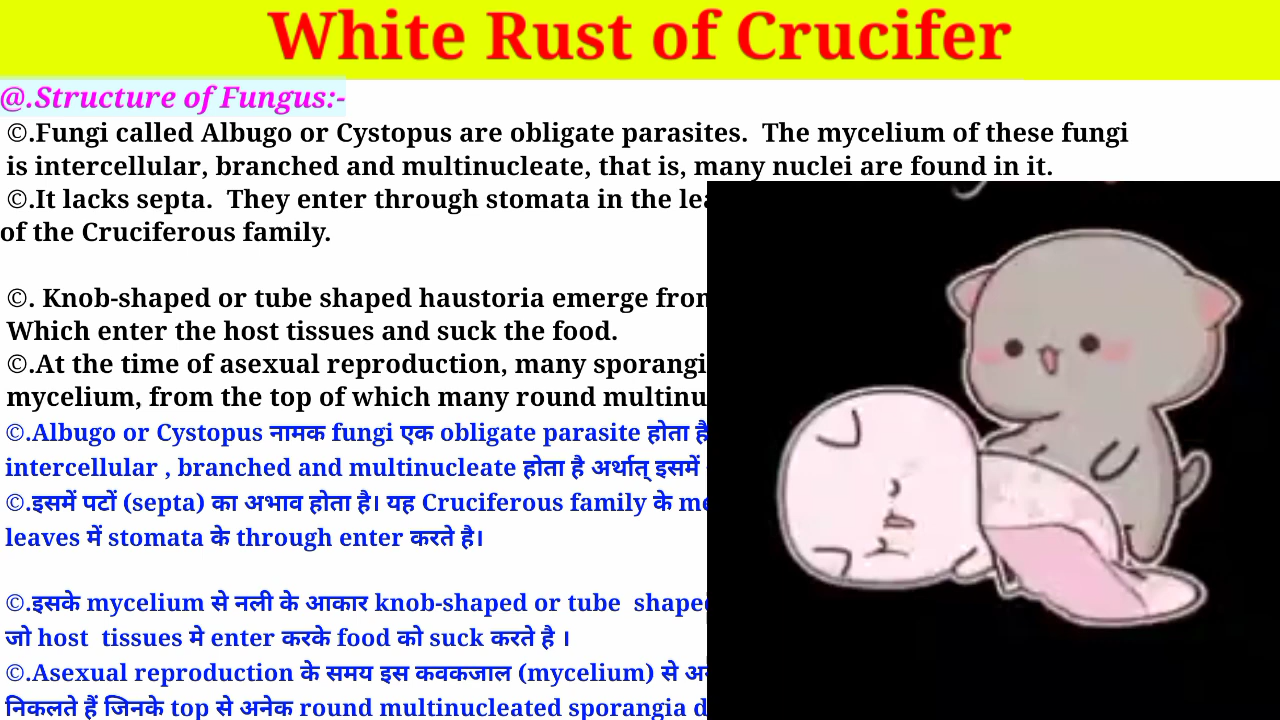 White Rust of Crucifer
@.Structure of Fungus:-
©.Fungi called Albugo or Cystopus are obligate parasites.  The mycelium of these fungi
is intercellular, branched and multinucleate, that is, many nuclei are found in it.
©.It lacks septa.  They enter through stomata in the
of the Cruciferous family.
©. Knob-shaped or tube shaped haustoria emerge
Which enter the host tissues and suck the food.
©.At the time of asexual reproduction, many
mycelium, from the top of which many round
©.Albugo or Cystopus नामक fungi एक obligate parasite होता है
intercellular , branched and multinucleate होता है अर्थात् इसमें
©.इसमें पटों (septa) का अभाव होता है। यह Cruciferous family के
leaves में stomata के through enter करते है।
©.इसके mycelium से नली के आकार knob-shaped or tube
जो host  tissues मे enter करके food को suck करते है ।
©.Asexual reproduction के समय इस कवकजाल (mycelium) से
निकलते हैं जिनके top से अनेक round multinucleated sporangia